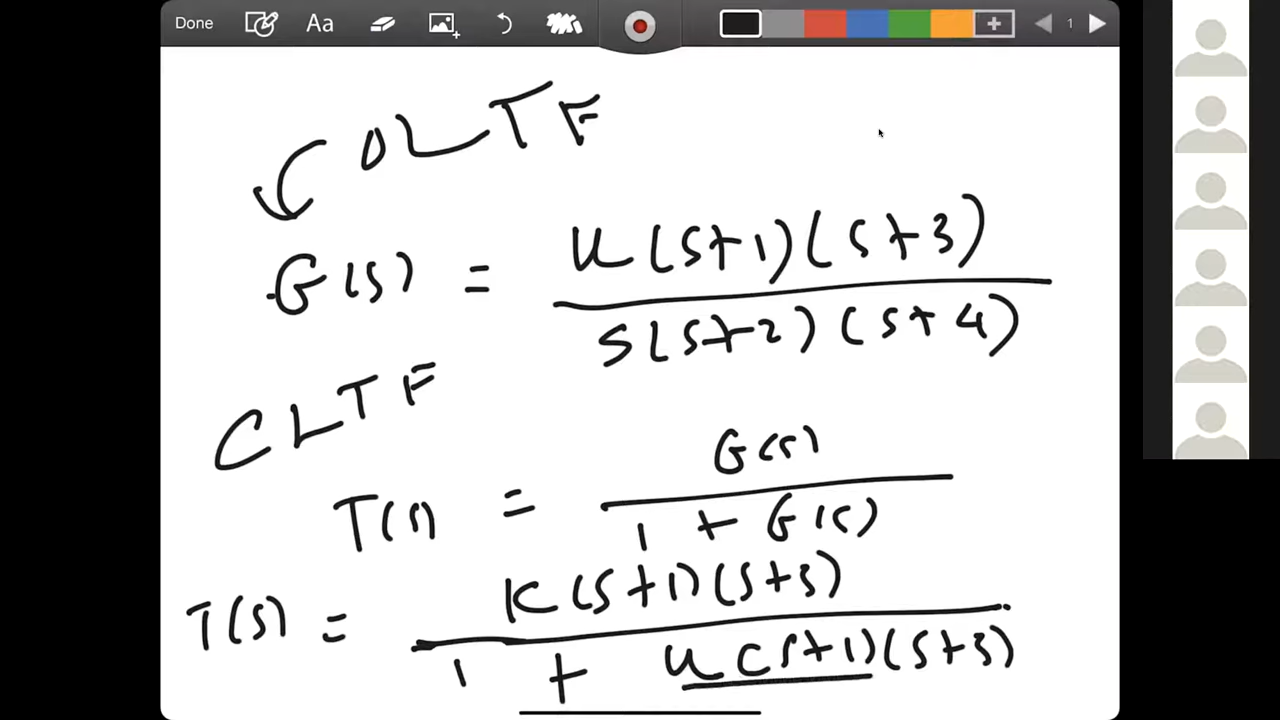 Done Aa 1
OLTF
G(s) = K(s+1)(s+3)
s(s+2)(s+4)
CLTF
T(s) = G(s)
1 + G(s)
T(s) = K(s+1)(s+3)
1 + K(s+1)(s+3)